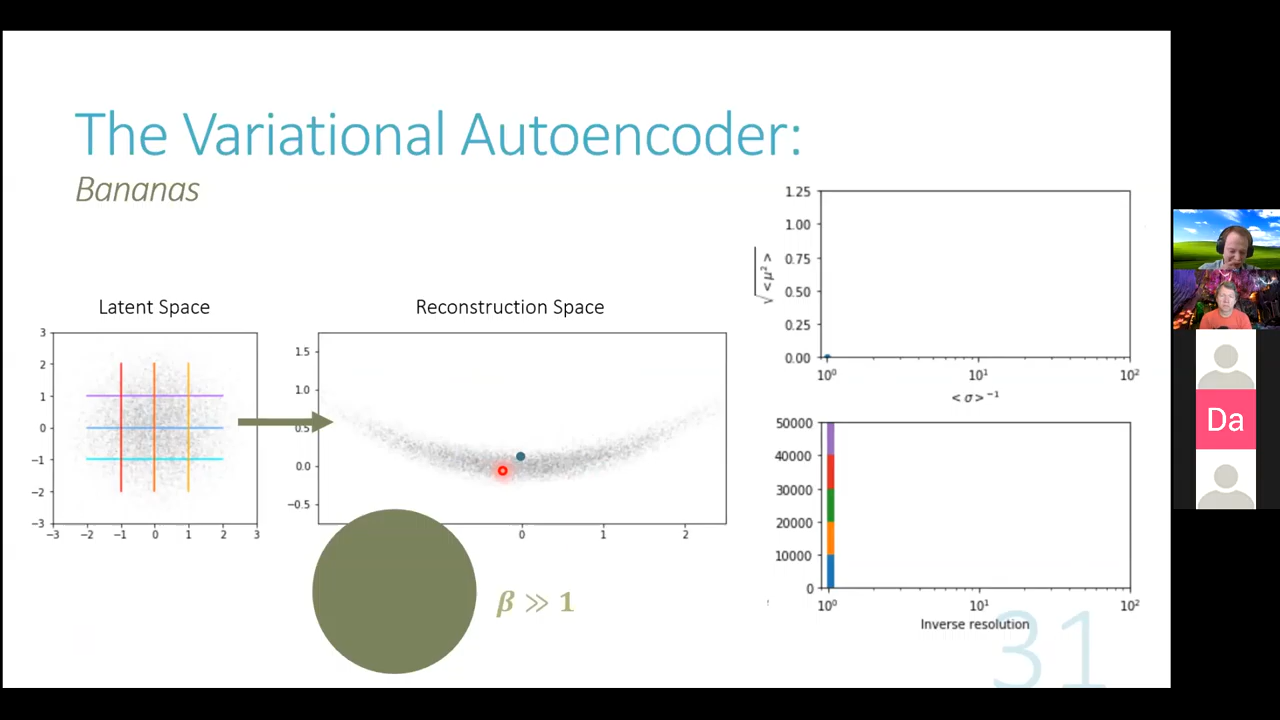 The Variational Autoencoder:
Bananas
Latent Space
3
2
1
0
−1
−2
−3
−3 −2 −1 0 1 2 3
Reconstruction Space
1.5
1.0
0.5
0.0
−0.5
0 1 2
β ≫ 1
1.25
1.00
0.75
0.50
0.25
0.00
√<μ²>
10⁰ 10¹ 10²
<σ>⁻¹
50000
40000
30000
20000
10000
0
10⁰ 10¹ 10²
Inverse resolution
31
Da